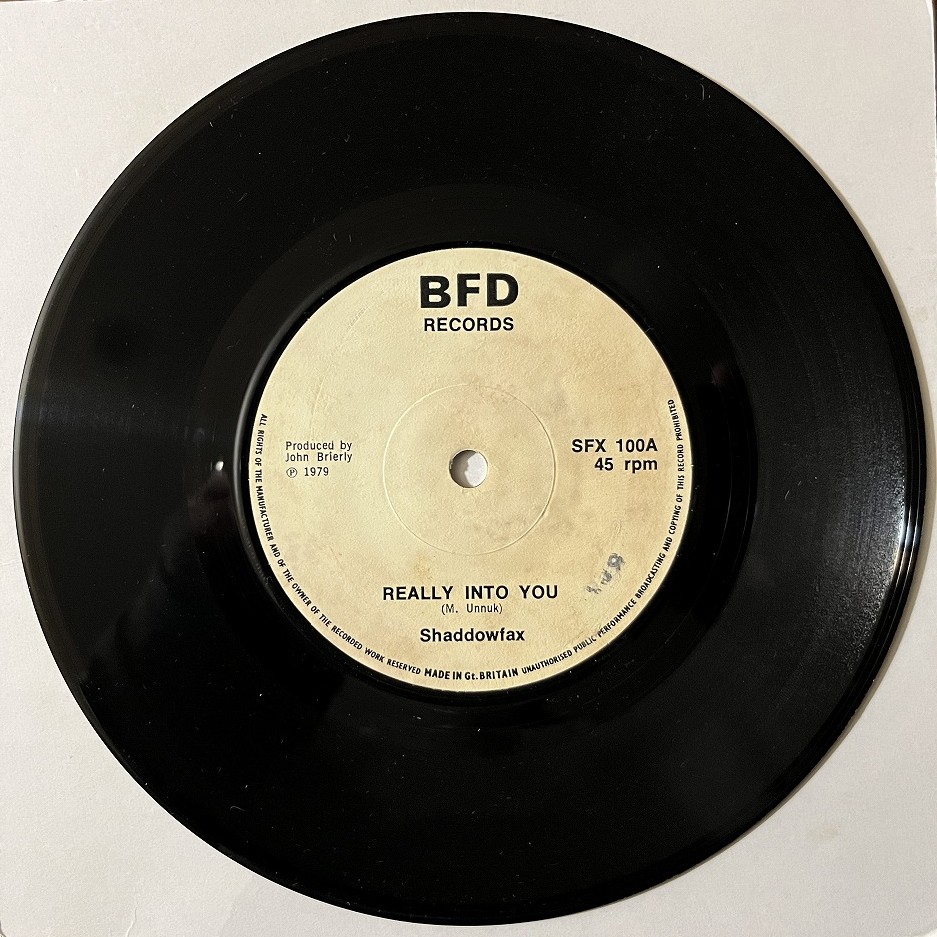 BFD
RECORDS
Produced by
John Brierly
℗ 1979
SFX 100A
45 rpm
REALLY INTO YOU
(M. Unnuk)
Shaddowfax
ALL RIGHTS OF THE MANUFACTURER AND OF THE OWNER OF THE RECORDED WORK RESERVED MADE IN Gt. BRITAIN UNAUTHORISED PUBLIC PERFORMANCE BROADCASTING AND COPYING OF THIS RECORD PROHIBITED